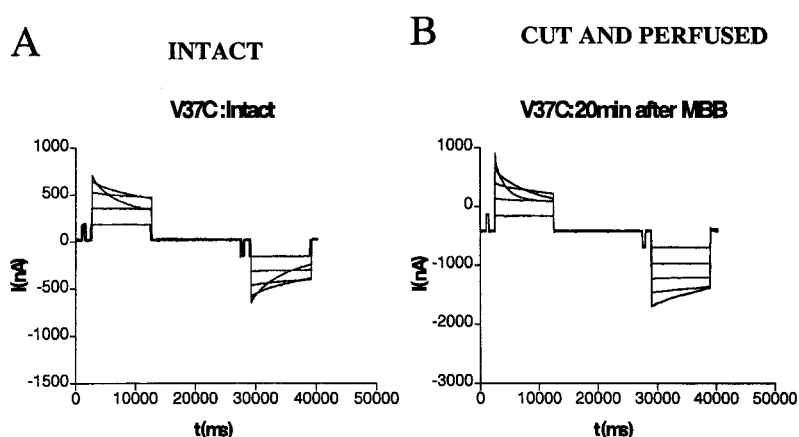 A
INTACT
V37C:Intact
1000
500
0
-500
-1000
-1500
I(nA)
0
10000
20000
30000
40000
50000
t(ms)
B
CUT AND PERFUSED
V37C:20min after MBB
1000
0
-1000
-2000
-3000
I(nA)
0
10000
20000
30000
40000
50000
t(ms)